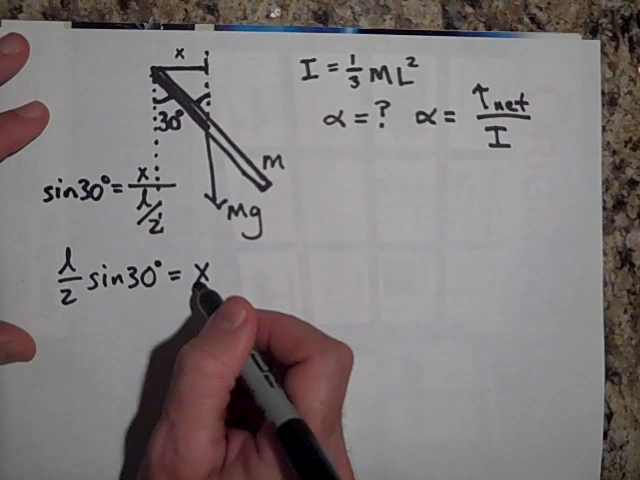 x
I = 1/3 ML²
30°
α = ? α = τnet/I
m
sin30° = x/(l/2)
Mg
l/2 sin30° = x